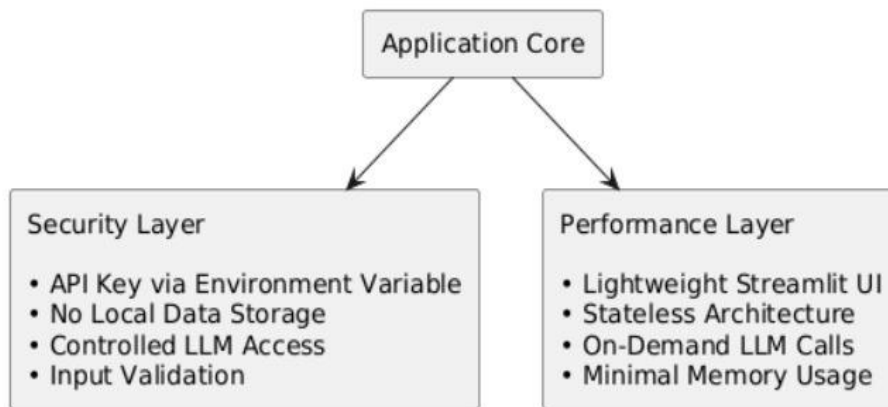 Application Core
Security Layer
• API Key via Environment Variable
• No Local Data Storage
• Controlled LLM Access
• Input Validation
Performance Layer
• Lightweight Streamlit UI
• Stateless Architecture
• On-Demand LLM Calls
• Minimal Memory Usage